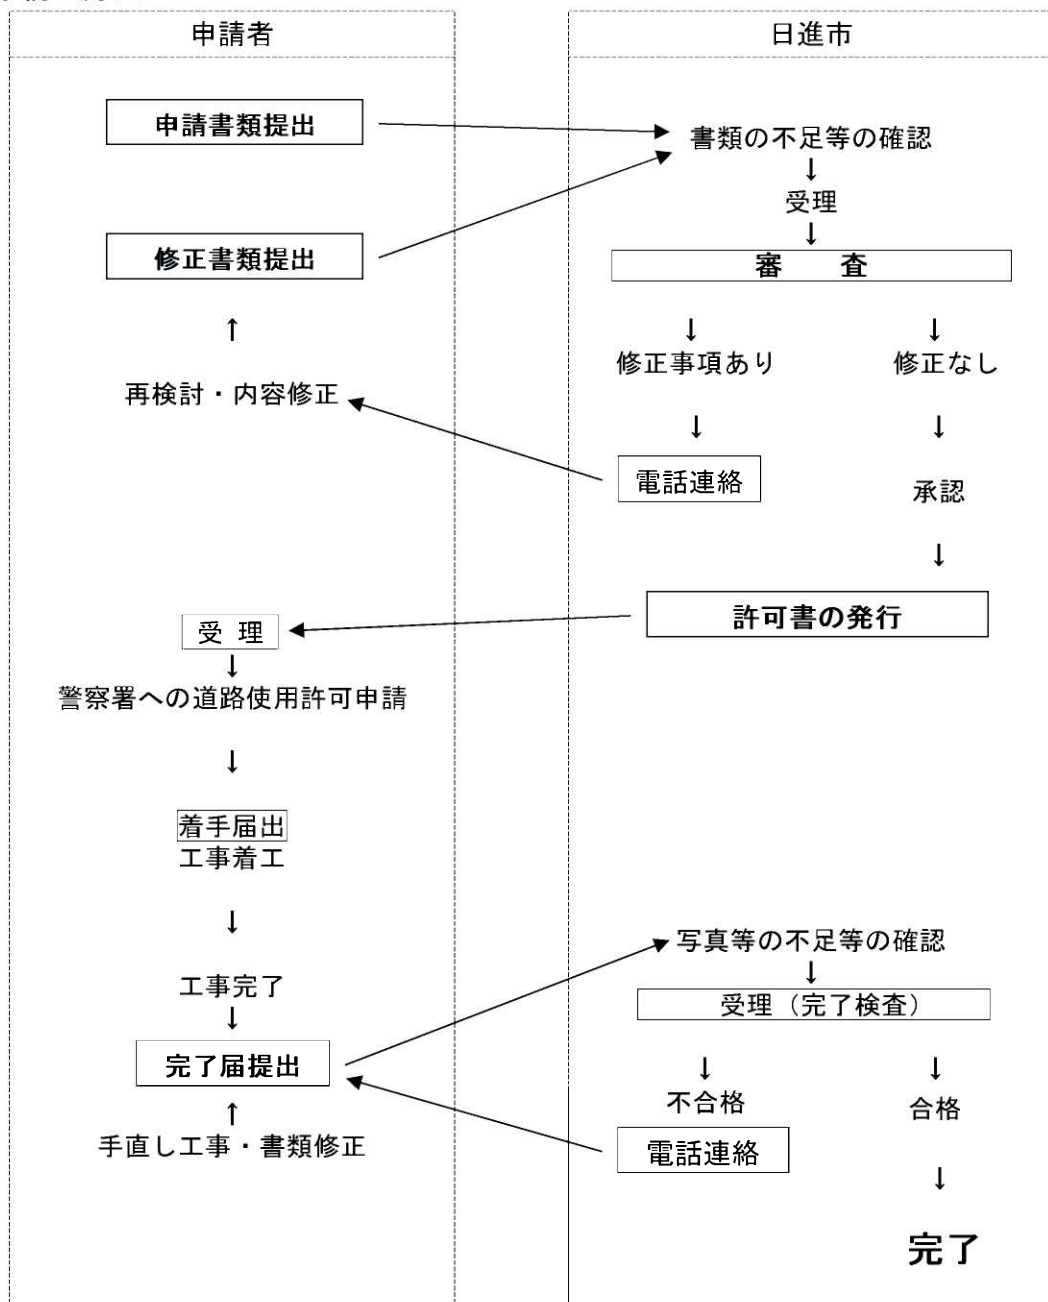 申請者
日進市
申請書類提出
書類の不足等の確認
↓
受理
↓
修正書類提出
審　査
↑
↓ ↓
修正事項あり 修正なし
再検討・内容修正
↓ ↓
電話連絡
承認
↓
許可書の発行
受 理
↓
警察署への道路使用許可申請
↓
着手届出
工事着工
↓
写真等の不足等の確認
↓
工事完了
受理（完了検査）
↓
完了届提出
↓ ↓
不合格 合格
↑
手直し工事・書類修正
電話連絡
↓
完了